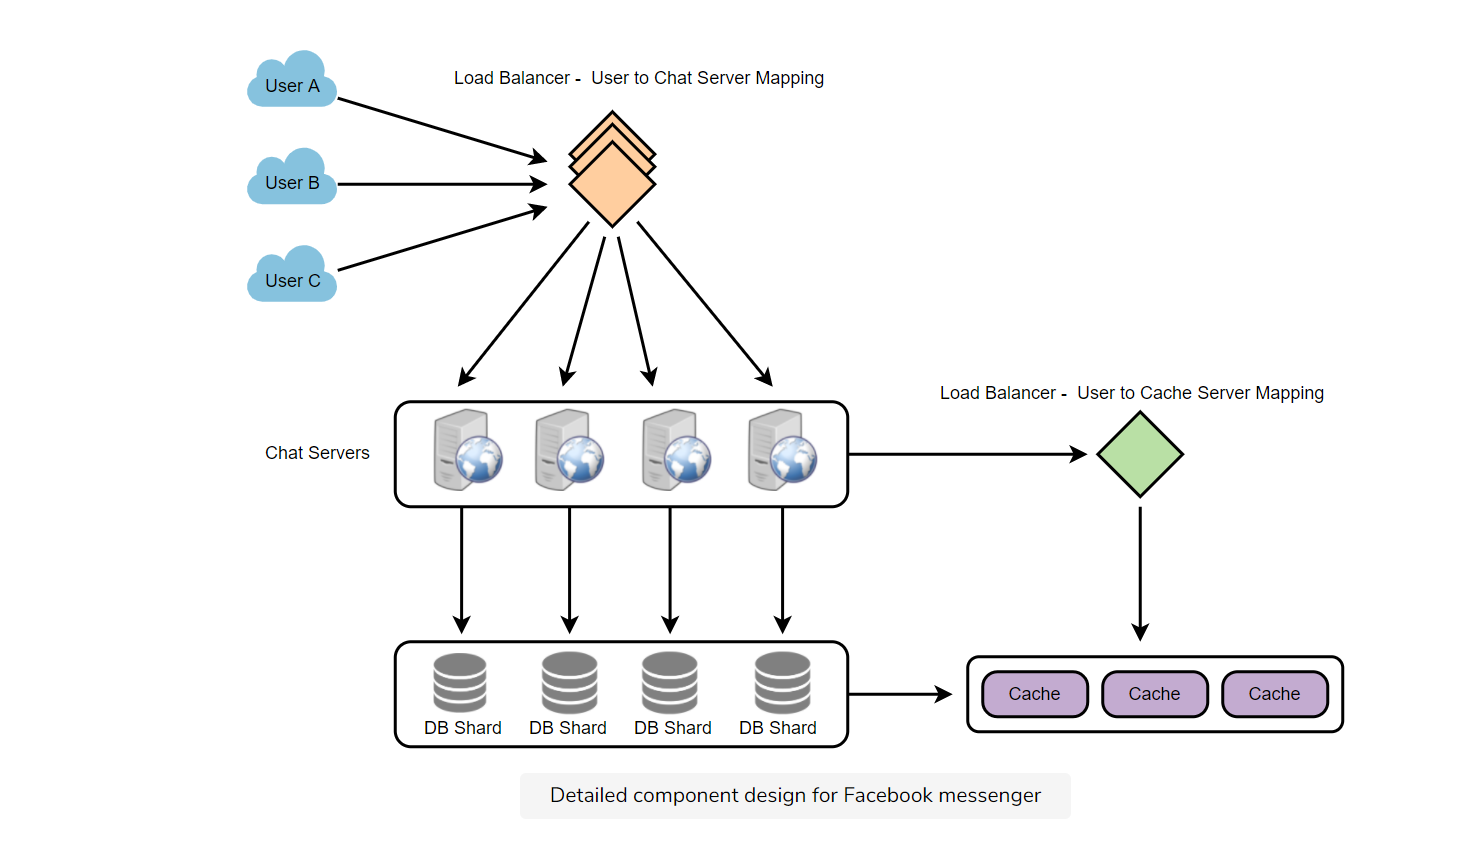 User A
Load Balancer -  User to Chat Server Mapping
User B
User C
Load Balancer -  User to Cache Server Mapping
Chat Servers
Cache
Cache
Cache
DB Shard
DB Shard
DB Shard
DB Shard
Detailed component design for Facebook messenger